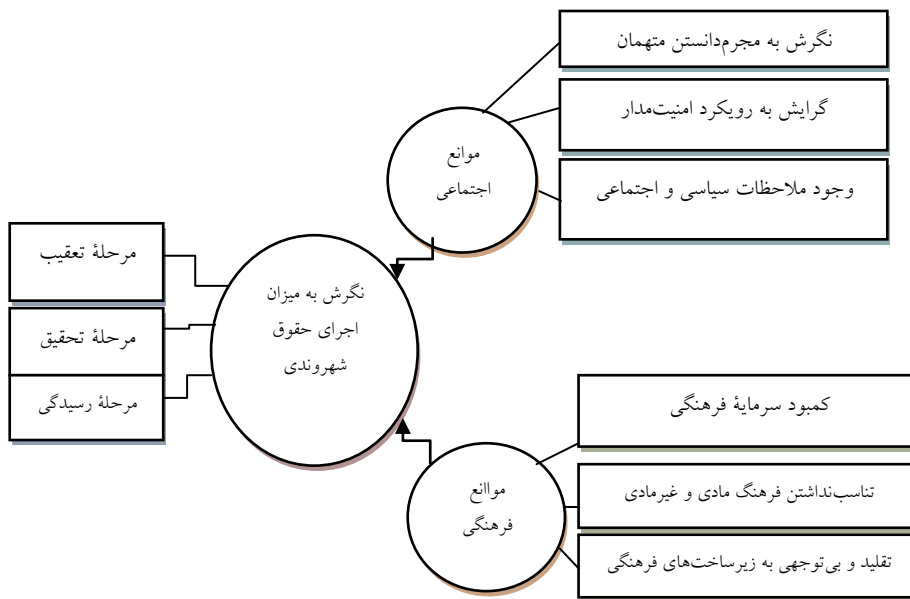 نگرش به مجرم‌دانستن متهمان
گرایش به رویکرد امنیت‌مدار
وجود ملاحظات سیاسی و اجتماعی
موانع
اجتماعی
نگرش به میزان
اجرای حقوق
شهروندی
مرحلهٔ تعقیب
مرحلهٔ تحقیق
مرحلهٔ رسیدگی
مواانع
فرهنگی
کمبود سرمایهٔ فرهنگی
تناسب‌نداشتن فرهنگ مادی و غیرمادی
تقلید و بی‌توجهی به زیرساخت‌های فرهنگی